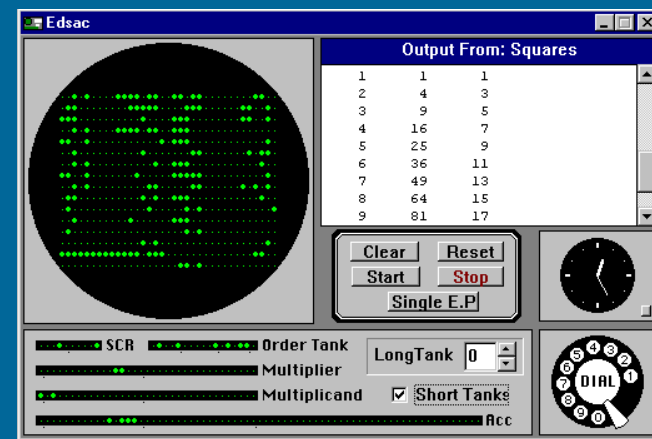 Edsac
Output From: Squares
1 1 1
2 4 3
3 9 5
4 16 7
5 25 9
6 36 11
7 49 13
8 64 15
9 81 17
Clear Reset
Start Stop
Single E.P
SCR Order Tank
Multiplier
Multiplicand
Acc
LongTank 0
Short Tanks
DIAL
1 2 3 4 5 6 7 8 9 0